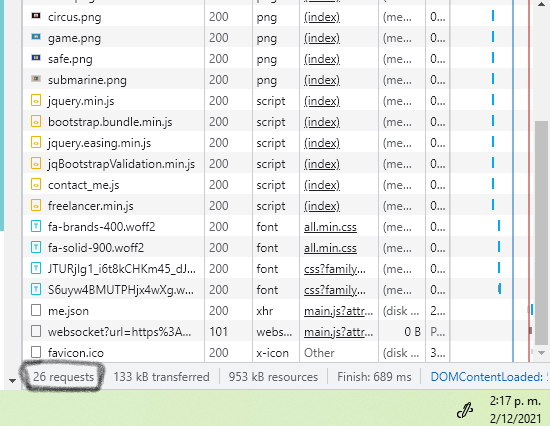 circus.png 200 png (index) (me... 0...
game.png 200 png (index) (me... 0...
safe.png 200 png (index) (me... 0...
submarine.png 200 png (index) (me... 0...
jquery.min.js 200 script (index) (me... 0...
bootstrap.bundle.min.js 200 script (index) (me... 0...
jquery.easing.min.js 200 script (index) (me... 0...
jqBootstrapValidation.min.js 200 script (index) (me... 0...
contact_me.js 200 script (index) (me... 0...
freelancer.min.js 200 script (index) (me... 0...
fa-brands-400.woff2 200 font all.min.css (me... 0...
fa-solid-900.woff2 200 font all.min.css (me... 0...
JTURjIg1_i6t8kCHKm45_dJ... 200 font css?family... (me... 0...
S6uyw4BMUTPHjx4wXg.w... 200 font css?family... (me... 0...
me.json 200 xhr main.js?attr... (disk ... 2...
websocket?url=https%3A... 101 webs... main.js?attr... 0 B P...
favicon.ico 200 x-icon Other (disk ... 3...
26 requests 133 kB transferred 953 kB resources Finish: 689 ms DOMContentLoaded:
2:17 p. m.
2/12/2021